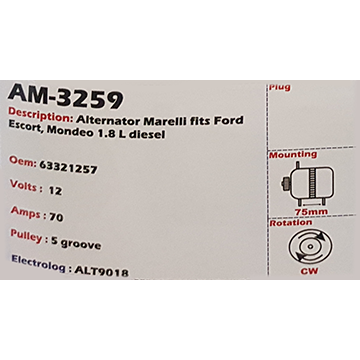 AM-3259
Description: Alternator Marelli fits Ford
Escort, Mondeo 1.8 L diesel
Oem: 63321257
Volts : 12
Amps : 70
Pulley : 5 groove
Electrolog : ALT9018
Plug
Mounting
75mm
Rotation
CW